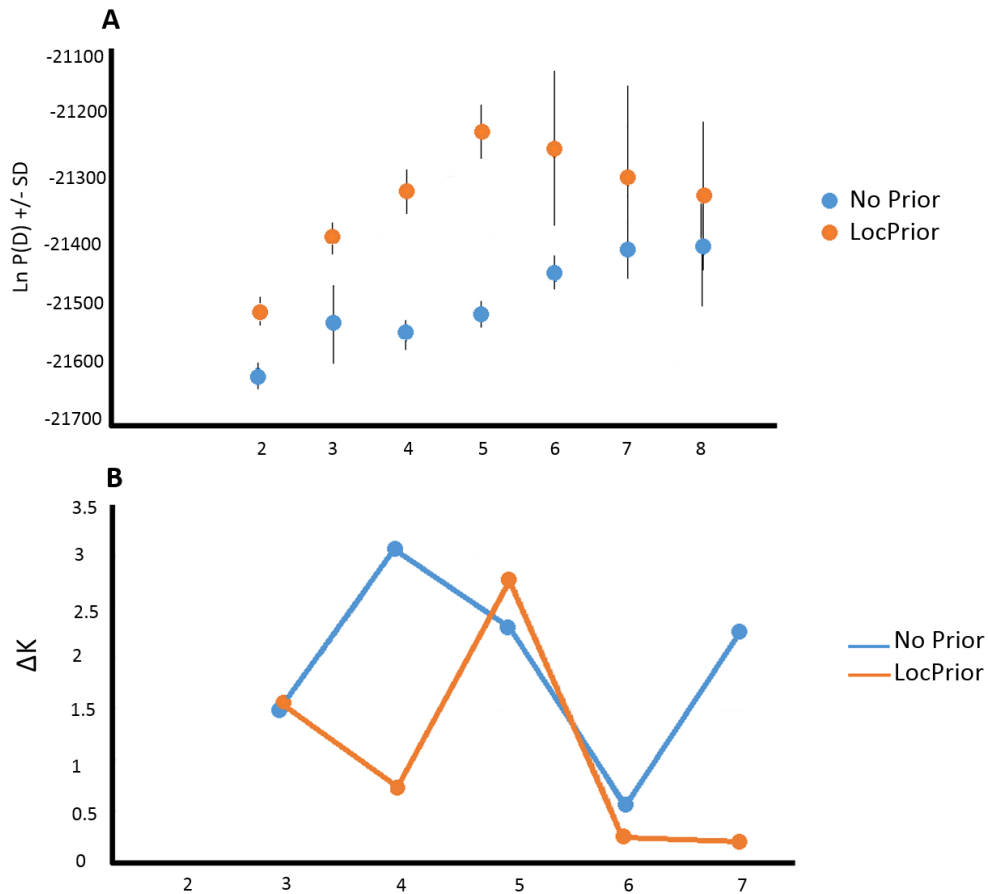 A
Ln P(D) +/- SD
-21100
-21200
-21300
-21400
-21500
-21600
-21700
2 3 4 5 6 7 8
No Prior
LocPrior
B
ΔK
3.5
3
2.5
2
1.5
1
0.5
0
2 3 4 5 6 7
No Prior
LocPrior